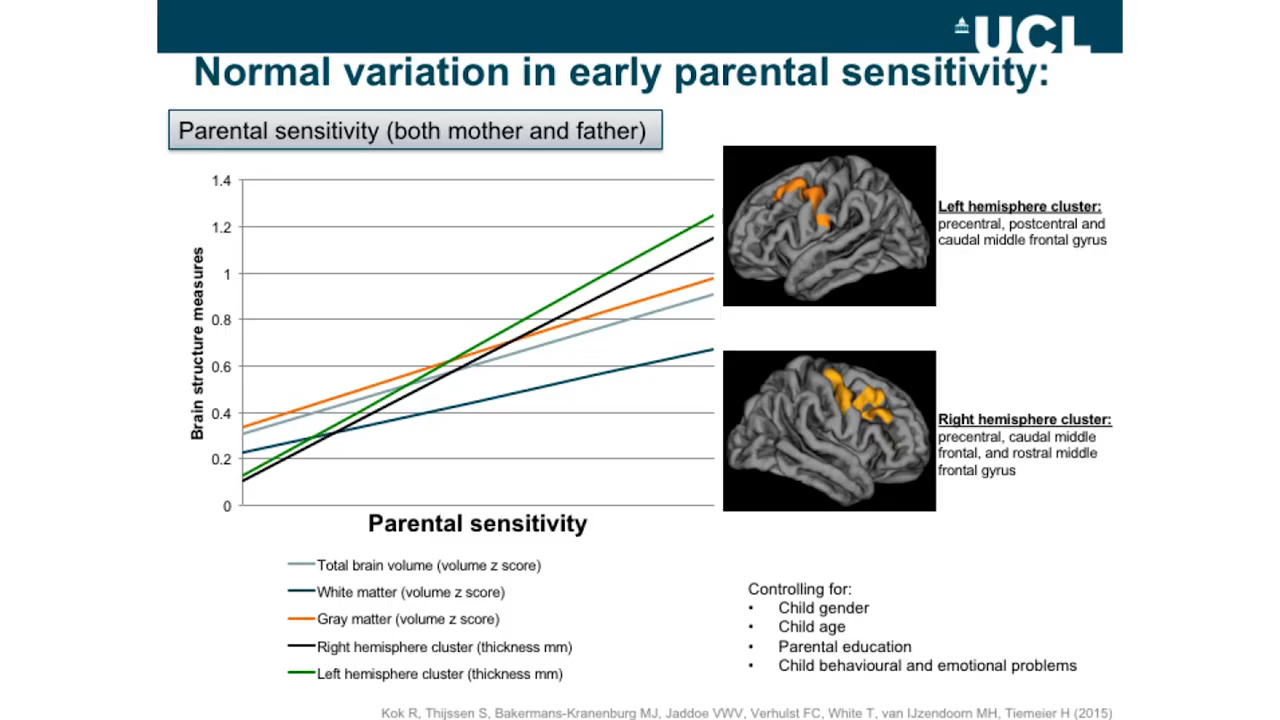 UCL
Normal variation in early parental sensitivity:
Parental sensitivity (both mother and father)
1.4
1.2
1
0.8
0.6
0.4
0.2
0
Brain structure measures
Parental sensitivity
Total brain volume (volume z score)
White matter (volume z score)
Gray matter (volume z score)
Right hemisphere cluster (thickness mm)
Left hemisphere cluster (thickness mm)
Left hemisphere cluster:
precentral, postcentral and
caudal middle frontal gyrus
Right hemisphere cluster:
precentral, caudal middle
frontal, and rostral middle
frontal gyrus
Controlling for:
• Child gender
• Child age
• Parental education
• Child behavioural and emotional problems
Kok R, Thijssen S, Bakermans-Kranenburg MJ, Jaddoe VWV, Verhulst FC, White T, van IJzendoorn MH, Tiemeier H (2015)